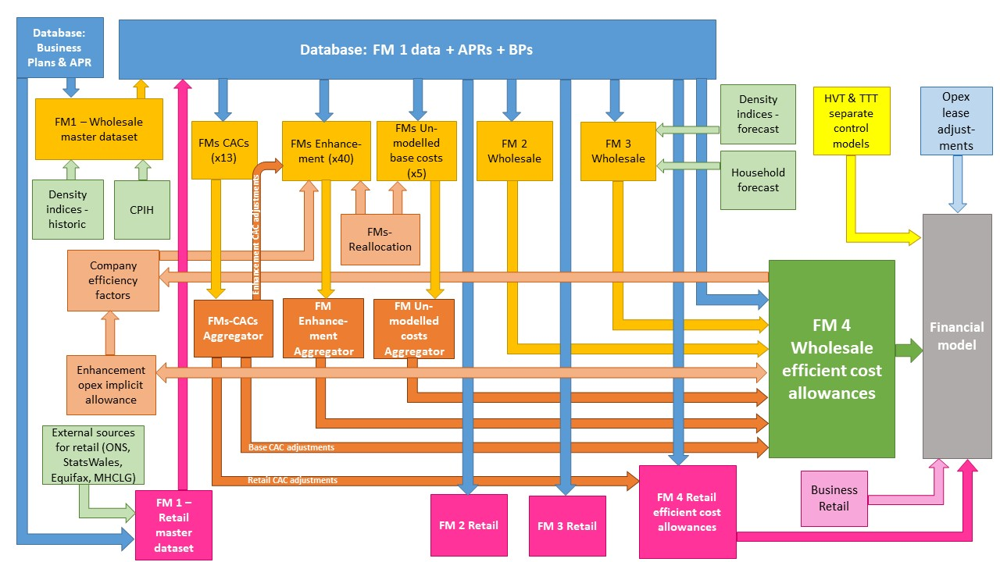 Database:
Business
Plans & APR
Database: FM 1 data + APRs + BPs
FM1 – Wholesale
master dataset
FMs CACs
(x13)
FMs Enhance-
ment (x40)
FMs Un-
modelled
base costs
(x5)
FM 2
Wholesale
FM 3
Wholesale
Density
indices -
forecast
Household
forecast
HVT & TTT
separate
control
models
Opex
lease
adjust-
ments
Density
indices -
historic
CPIH
FMs-
Reallocation
Enhancement CAC adjustments
Company
efficiency
factors
FMs-CACs
Aggregator
FM
Enhance-
ment
Aggregator
FM Un-
modelled
costs
Aggregator
FM 4
Wholesale
efficient cost
allowances
Financial
model
Enhancement
opex implicit
allowance
External sources
for retail (ONS,
StatsWales,
Equifax, MHCLG)
Base CAC adjustments
Retail CAC adjustments
FM 1 –
Retail
master
dataset
FM 2 Retail
FM 3 Retail
FM 4 Retail
efficient cost
allowances
Business
Retail